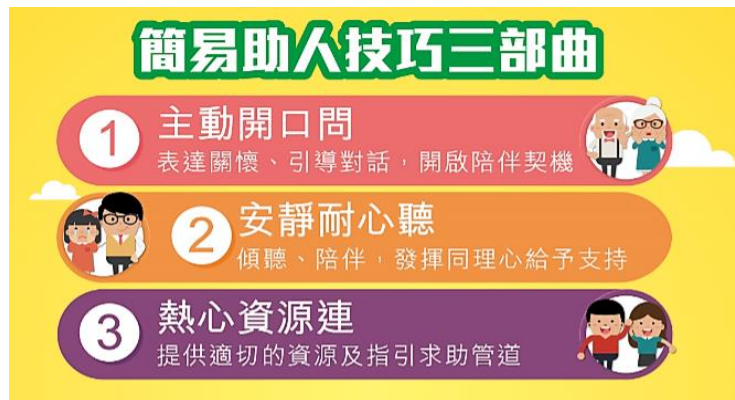 簡易助人技巧三部曲
1
主動開口問
表達關懷、引導對話，開啟陪伴契機
2
安靜耐心聽
傾聽、陪伴，發揮同理心給予支持
3
熱心資源連
提供適切的資源及指引求助管道